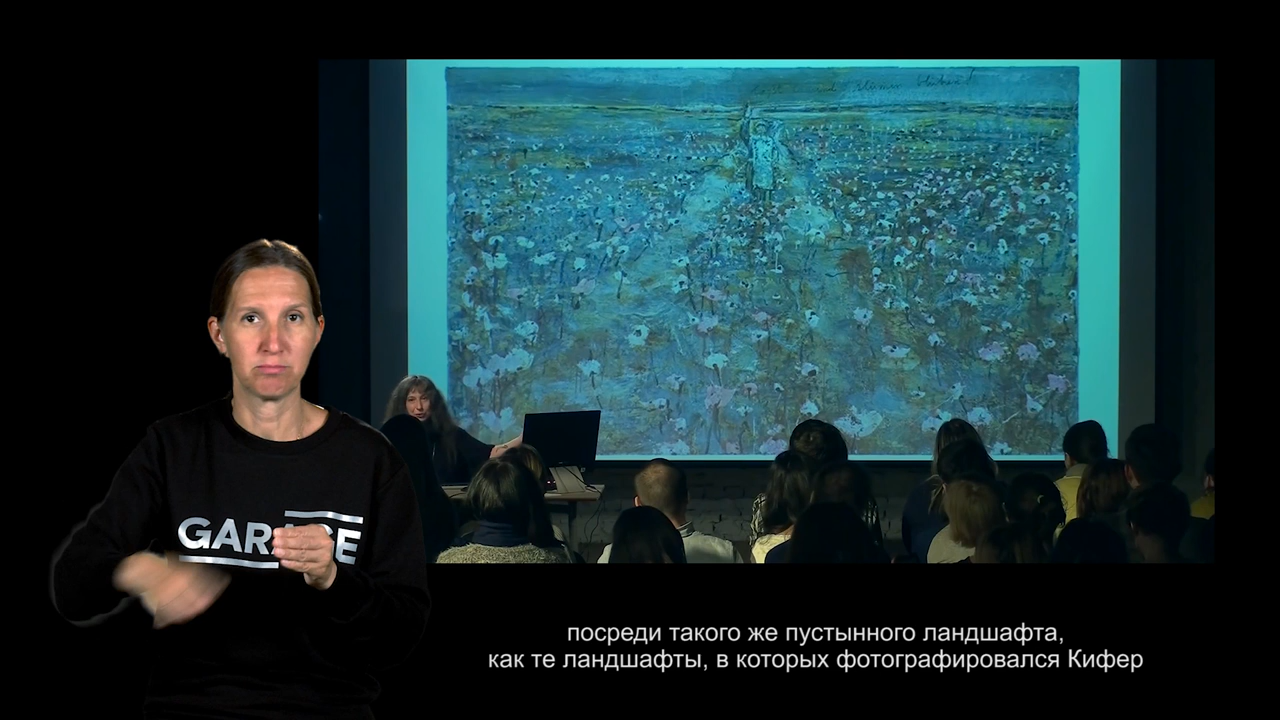 GARAGE
посреди такого же пустынного ландшафта,
как те ландшафты, в которых фотографировался Кифер